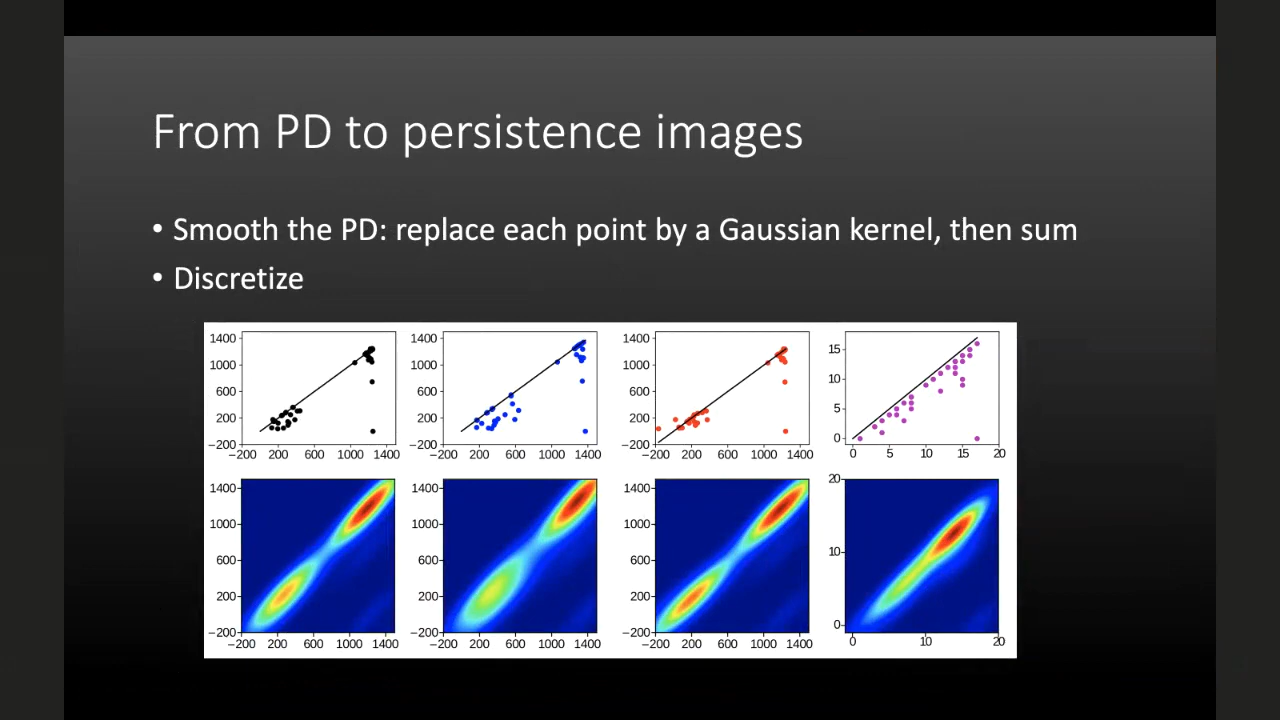 From PD to persistence images
• Smooth the PD: replace each point by a Gaussian kernel, then sum
• Discretize
1400 1000 600 200 −200
−200 200 600 1000 1400
1400 1000 600 200 −200
−200 200 600 1000 1400
1400 1000 600 200 −200
−200 200 600 1000 1400
15 10 5 0
0 5 10 15 20
1400 1000 600 200 −200
−200 200 600 1000 1400
1400 1000 600 200 −200
−200 200 600 1000 1400
1400 1000 600 200 −200
−200 200 600 1000 1400
20 10 0
0 10 20